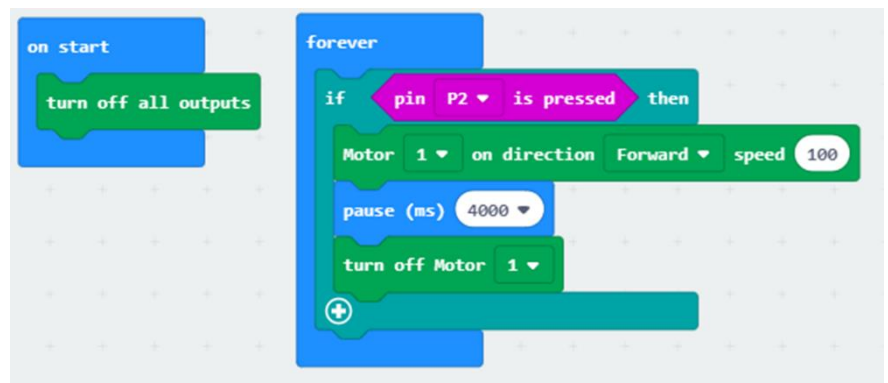 on start
turn off all outputs
forever
if pin P2 is pressed then
Motor 1 on direction Forward speed 100
pause (ms) 4000
turn off Motor 1